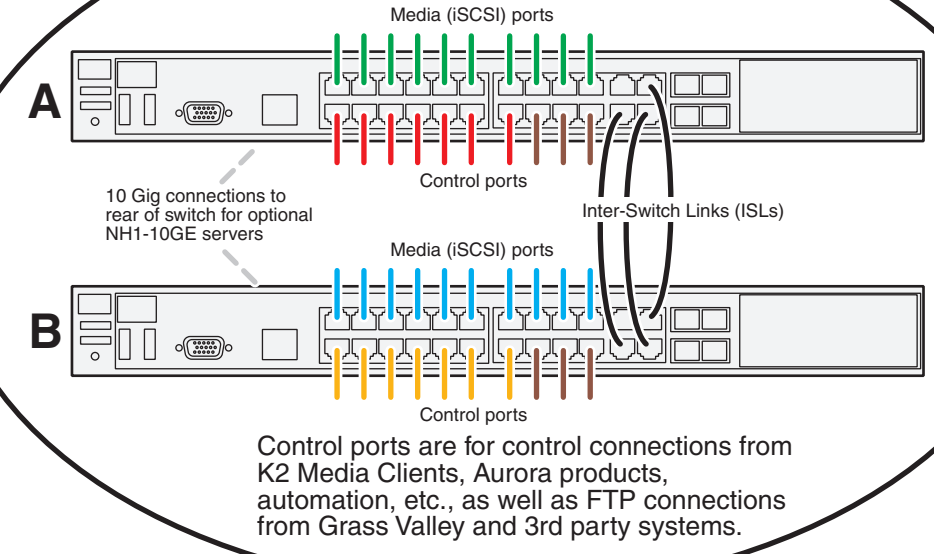 Media (iSCSI) ports
A
Control ports
10 Gig connections to
rear of switch for optional
NH1-10GE servers
Inter-Switch Links (ISLs)
Media (iSCSI) ports
B
Control ports
Control ports are for control connections from
K2 Media Clients, Aurora products,
automation, etc., as well as FTP connections
from Grass Valley and 3rd party systems.